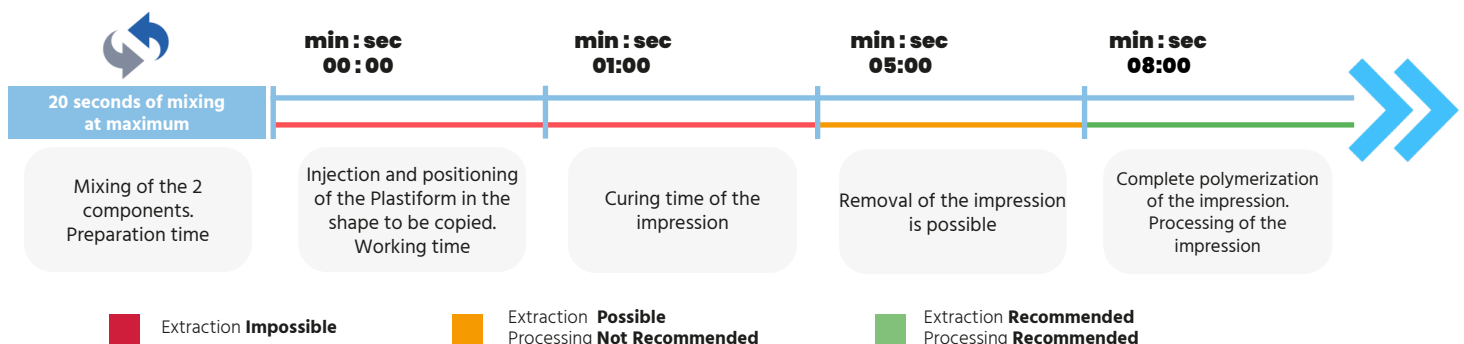 min : sec
00 : 00
min : sec
01:00
min : sec
05:00
min : sec
08:00
20 seconds of mixing
at maximum
Mixing of the 2
components.
Preparation time
Injection and positioning
of the Plastiform in the
shape to be copied.
Working time
Curing time of the
impression
Removal of the impression
is possible
Complete polymerization
of the impression.
Processing of the
impression
Extraction Impossible
Extraction Possible
Processing Not Recommended
Extraction Recommended
Processing Recommended